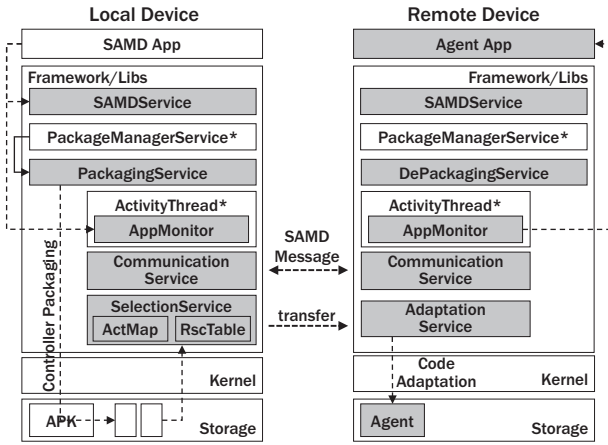 Local Device
SAMD App
Framework/Libs
SAMDService
PackageManagerService*
PackagingService
ActivityThread*
AppMonitor
Communication
Service
SelectionService
ActMap
RscTable
Controller Packaging
Kernel
APK
Storage
SAMD
Message
transfer
Remote Device
Agent App
Framework/Libs
SAMDService
PackageManagerService*
DePackagingService
ActivityThread*
AppMonitor
Communication
Service
Adaptation
Service
Code
Adaptation
Kernel
Agent
Storage